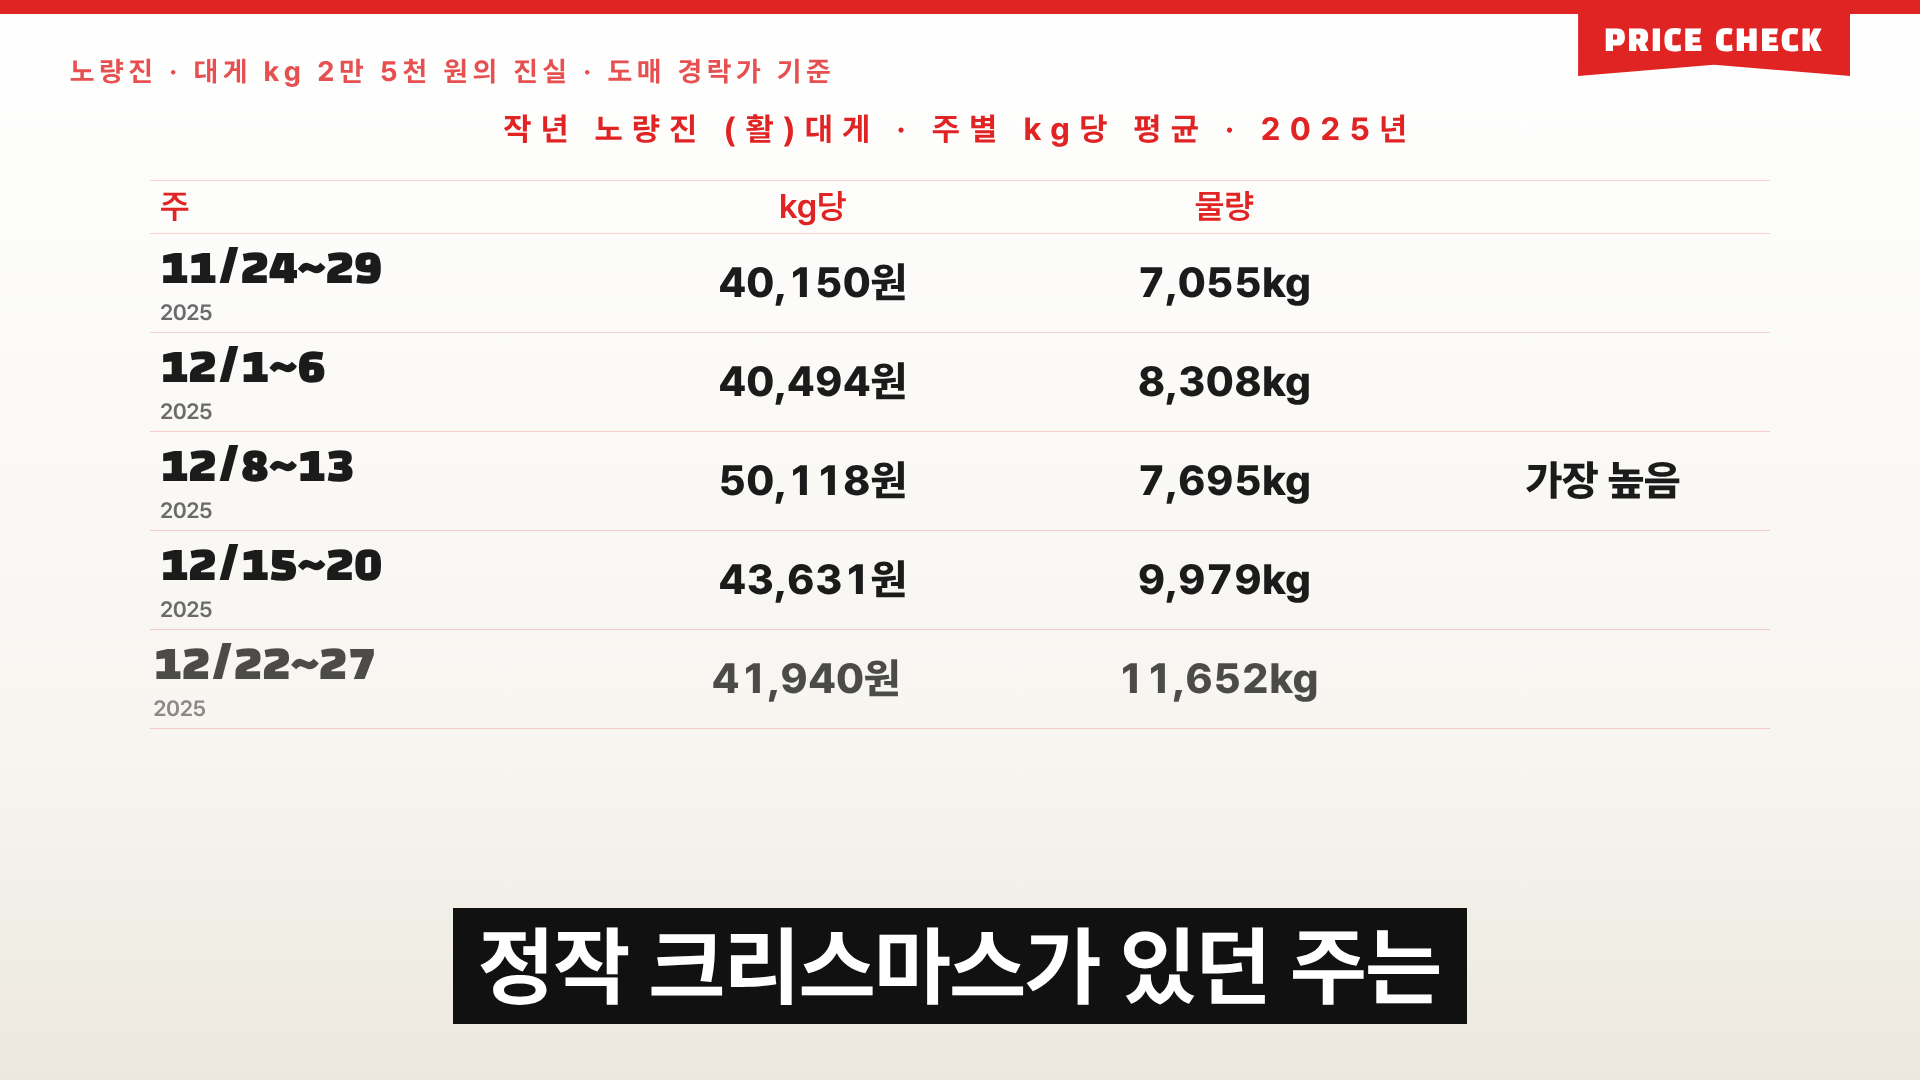 PRICE CHECK
노량진 · 대게 kg 2만 5천 원의 진실 · 도매 경락가 기준
작년 노량진 (활)대게 · 주별 kg당 평균 · 2025년
주 kg당 물량
11/24~29 40,150원 7,055kg
2025
12/1~6 40,494원 8,308kg
2025
12/8~13 50,118원 7,695kg 가장 높음
2025
12/15~20 43,631원 9,979kg
2025
12/22~27 41,940원 11,652kg
2025
정작 크리스마스가 있던 주는